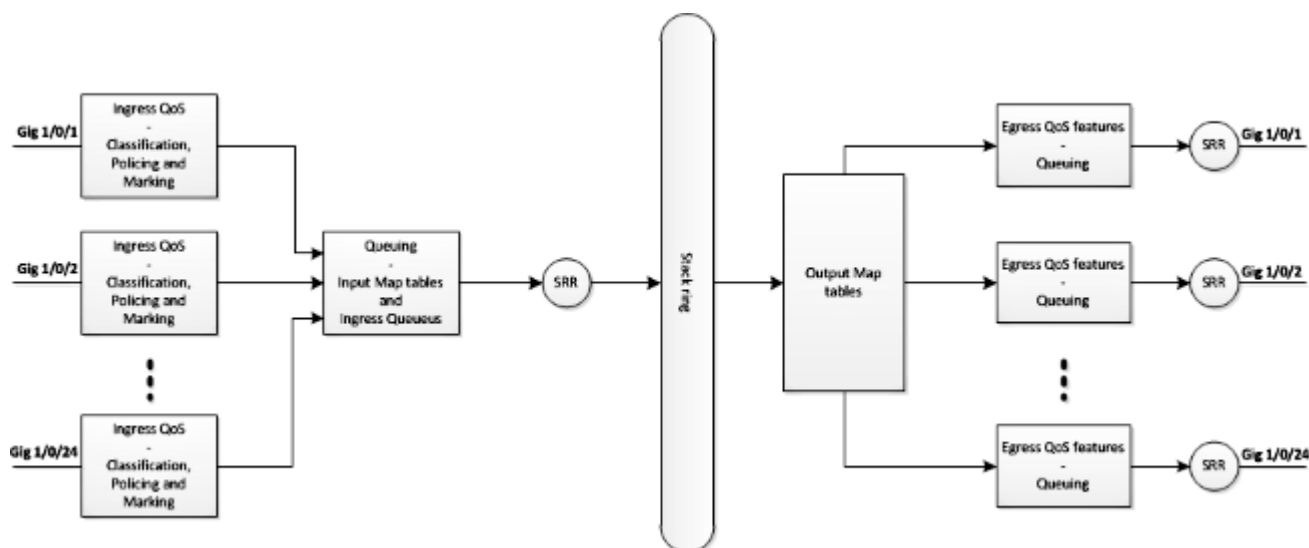 Gig 1/0/1
Ingress QoS
-
Classification,
Policing and
Marking
Gig 1/0/2
Ingress QoS
-
Classification,
Policing and
Marking
Gig 1/0/24
Ingress QoS
-
Classification,
Policing and
Marking
Queuing
-
Input Map tables
and
Ingress Queueus
SRR
Stack ring
Output Map
tables
Egress QoS features
-
Queuing
SRR
Gig 1/0/1
Egress QoS features
-
Queuing
SRR
Gig 1/0/2
Egress QoS features
-
Queuing
SRR
Gig 1/0/24